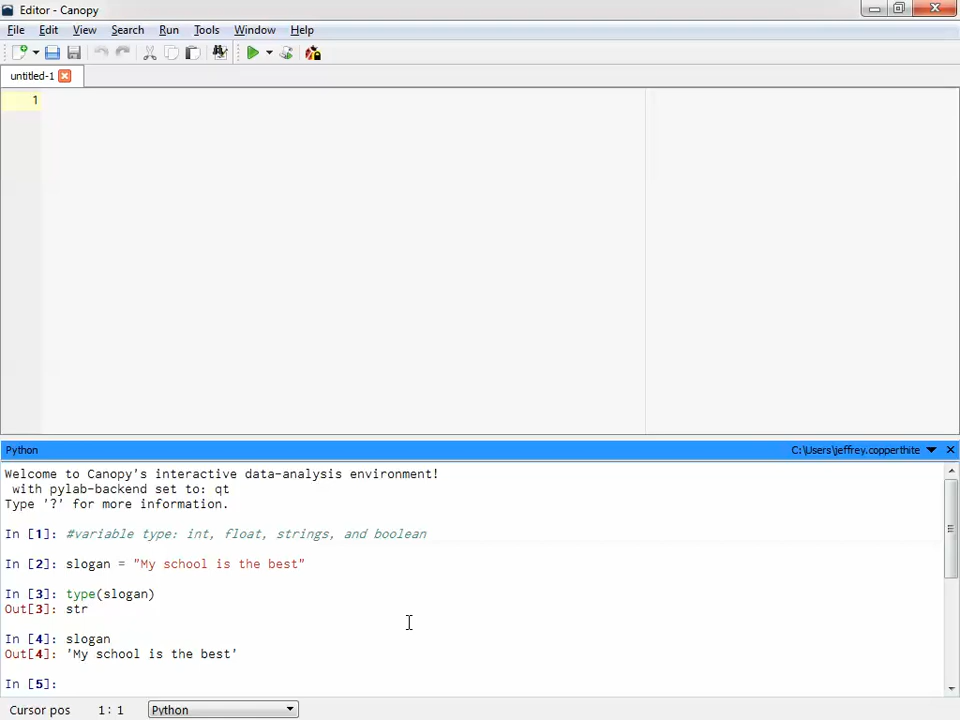 Editor - Canopy
File Edit View Search Run Tools Window Help
untitled-1
1
Python C:\Users\jeffrey.copperthite
Welcome to Canopy's interactive data-analysis environment!
with pylab-backend set to: qt
Type '?' for more information.
In [1]: #variable type: int, float, strings, and boolean
In [2]: slogan = "My school is the best"
In [3]: type(slogan)
Out[3]: str
In [4]: slogan
Out[4]: 'My school is the best'
In [5]:
Cursor pos 1: 1 Python